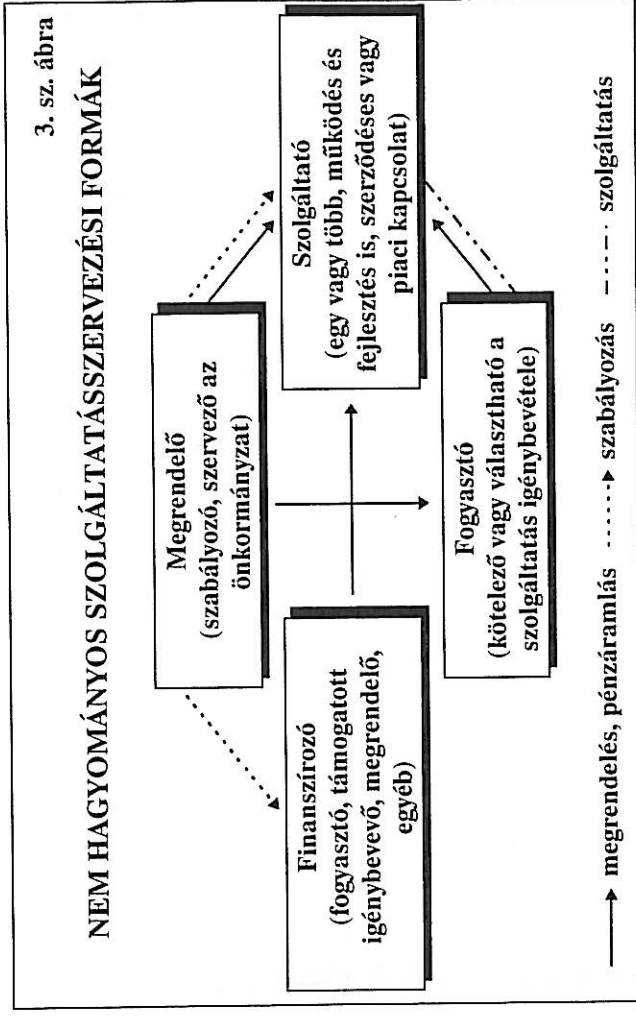 3. sz. ábra
NEM HAGYOMÁNYOS SZOLGÁLTATÁSSZERVEZÉSI FORMÁK
Megrendelő
(szabályozó, szervező az
önkormányzat)
Finanszírozó
(fogyasztó, támogatott
igénybevevő, megrendelő,
egyéb)
Szolgáltató
(egy vagy több, működés és
fejlesztés is, szerződéses vagy
piaci kapcsolat)
Fogyasztó
(kötelező vagy választható a
szolgáltatás igénybevétele)
megrendelés, pénzáramlás szabályozás szolgáltatás